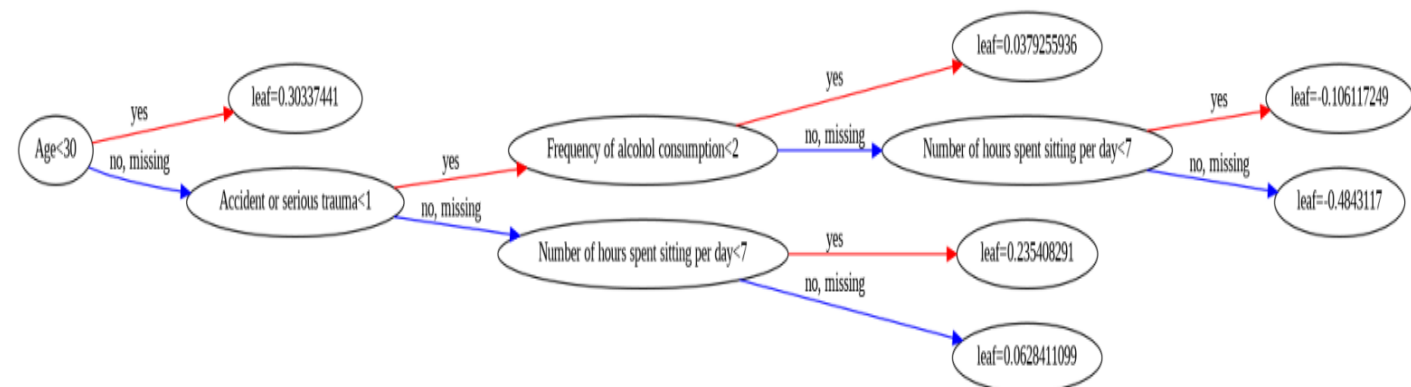 Age<30
yes
no, missing
leaf=0.30337441
Accident or serious trauma<1
yes
no, missing
Frequency of alcohol consumption<2
yes
no, missing
leaf=0.0379255936
Number of hours spent sitting per day<7
yes
no, missing
leaf=-0.106117249
leaf=-0.4843117
Number of hours spent sitting per day<7
yes
no, missing
leaf=0.235408291
leaf=0.0628411099